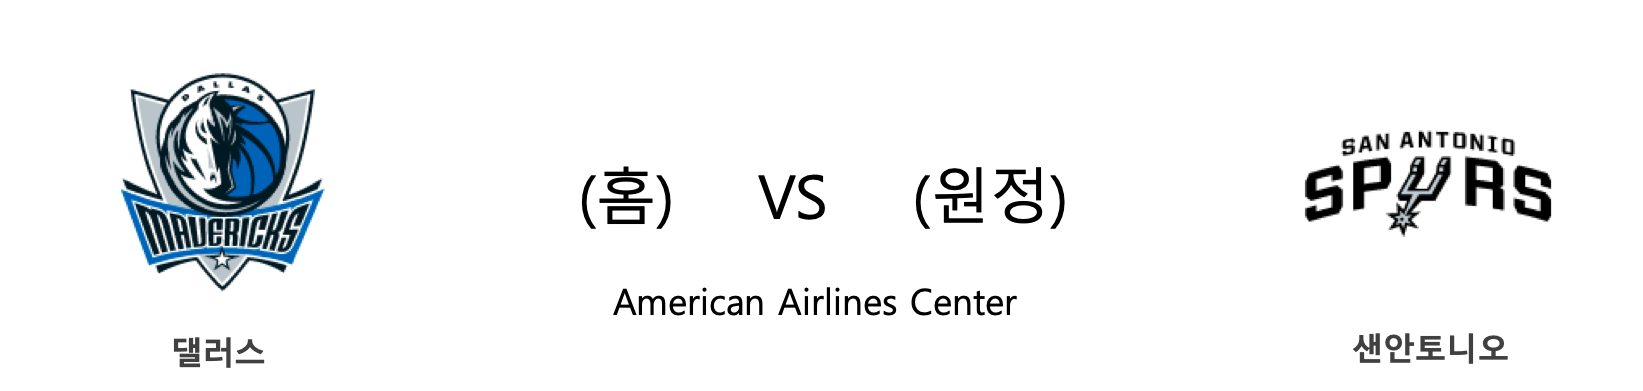 DALLAS
MAVERICKS
(홈) VS (원정)
SAN ANTONIO
SPURS
American Airlines Center
댈러스
샌안토니오